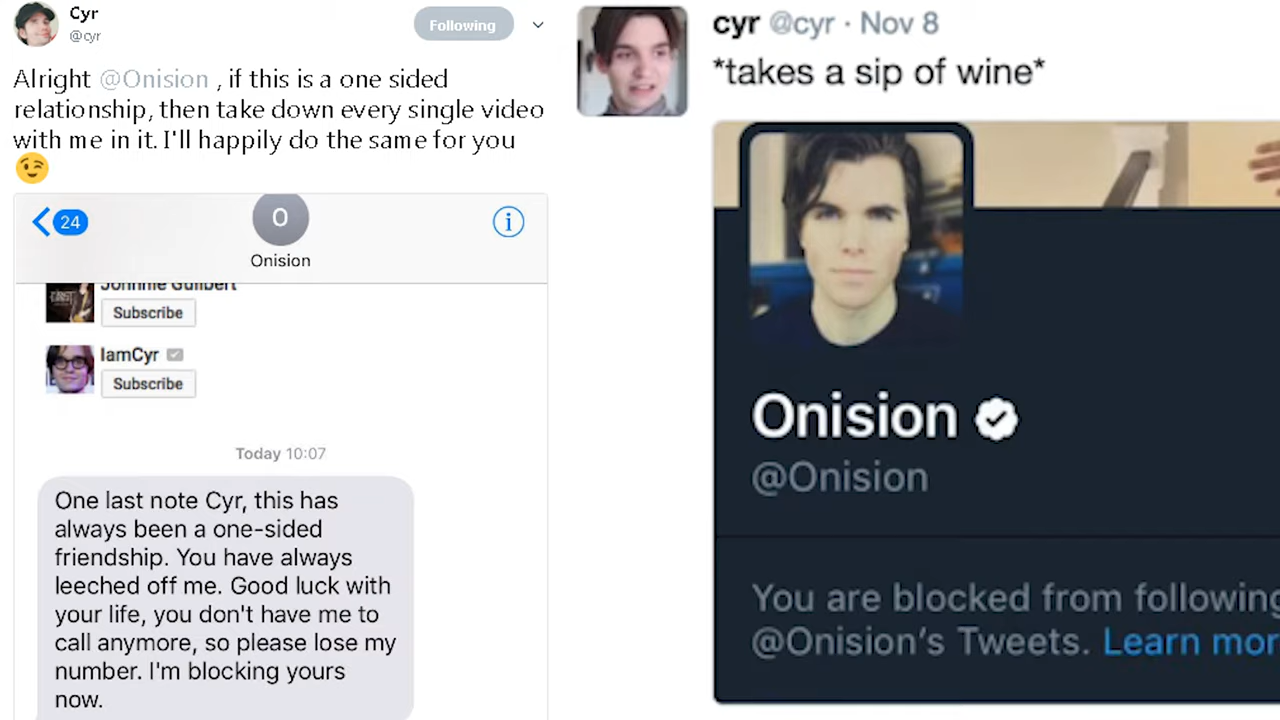 Cyr
@cyr
Following
Alright @Onision , if this is a one sided
relationship, then take down every single video
with me in it. I'll happily do the same for you
24
O
Onision
Johnnie Guilbert
Subscribe
IamCyr
Subscribe
Today 10:07
One last note Cyr, this has
always been a one-sided
friendship. You have always
leeched off me. Good luck with
your life, you don't have me to
call anymore, so please lose my
number. I'm blocking yours
now.
cyr @cyr · Nov 8
*takes a sip of wine*
Onision
@Onision
You are blocked from following
@Onision's Tweets. Learn mor